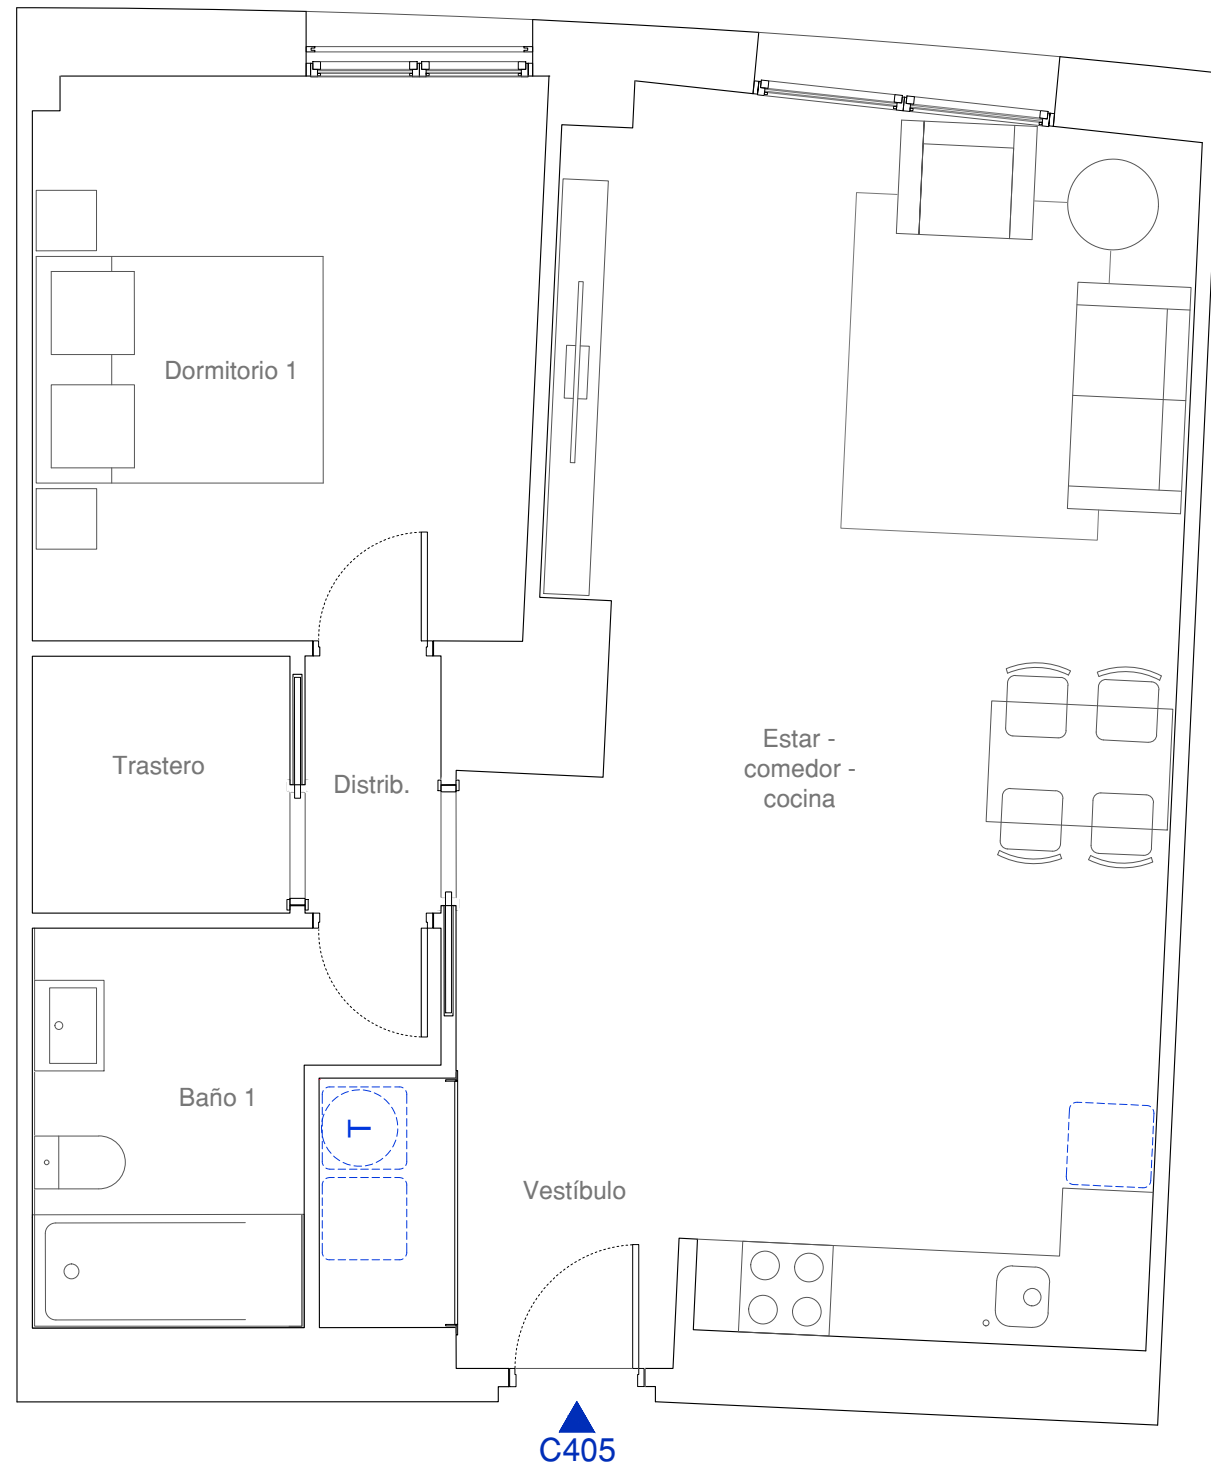 Dormitorio 1
Trastero
Distrib.
Estar -
comedor -
cocina
Baño 1
T
Vestíbulo
C405